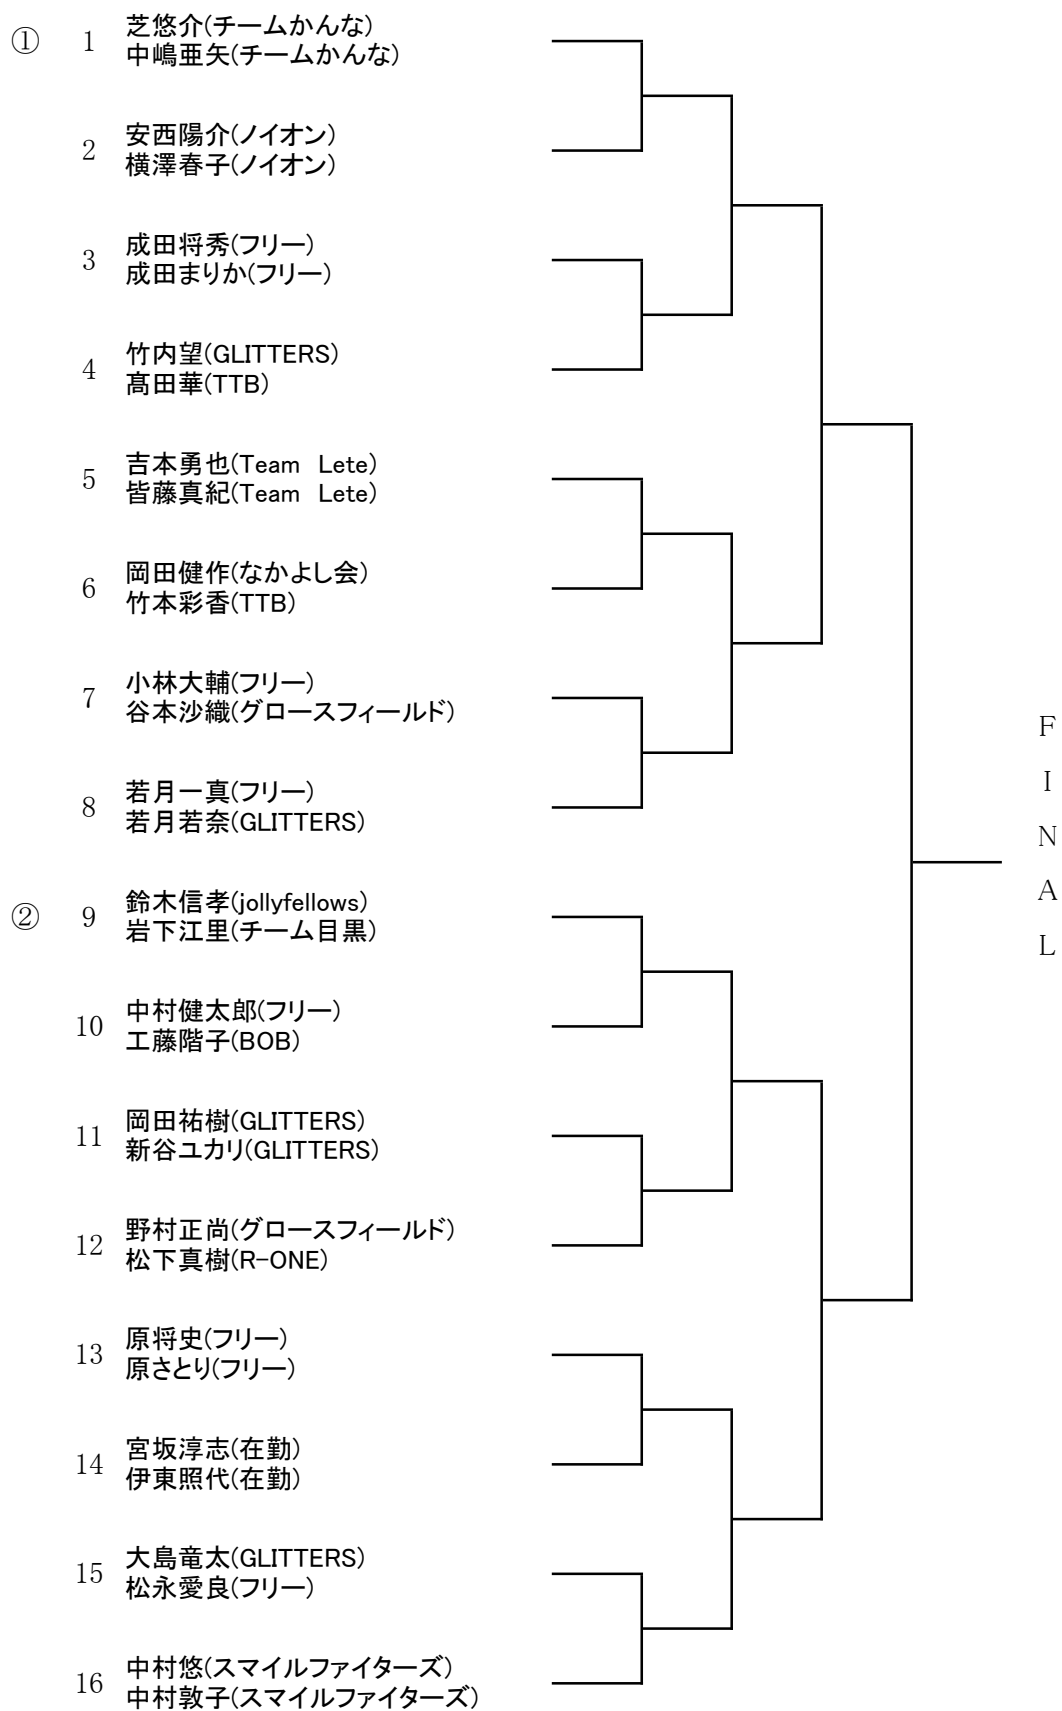 ① 1 芝悠介(チームかんな)
中嶋亜矢(チームかんな)
2 安西陽介(ノイオン)
横澤春子(ノイオン)
3 成田将秀(フリー)
成田まりか(フリー)
4 竹内望(GLITTERS)
髙田華(TTB)
5 吉本勇也(Team　Lete)
皆藤真紀(Team　Lete)
6 岡田健作(なかよし会)
竹本彩香(TTB)
7 小林大輔(フリー)
谷本沙織(グロースフィールド)
8 若月一真(フリー)
若月若奈(GLITTERS)
② 9 鈴木信孝(jollyfellows)
岩下江里(チーム目黒)
10 中村健太郎(フリー)
工藤階子(BOB)
11 岡田祐樹(GLITTERS)
新谷ユカリ(GLITTERS)
12 野村正尚(グロースフィールド)
松下真樹(R-ONE)
13 原将史(フリー)
原さとり(フリー)
14 宮坂淳志(在勤)
伊東照代(在勤)
15 大島竜太(GLITTERS)
松永愛良(フリー)
16 中村悠(スマイルファイターズ)
中村敦子(スマイルファイターズ)
F
I
N
A
L